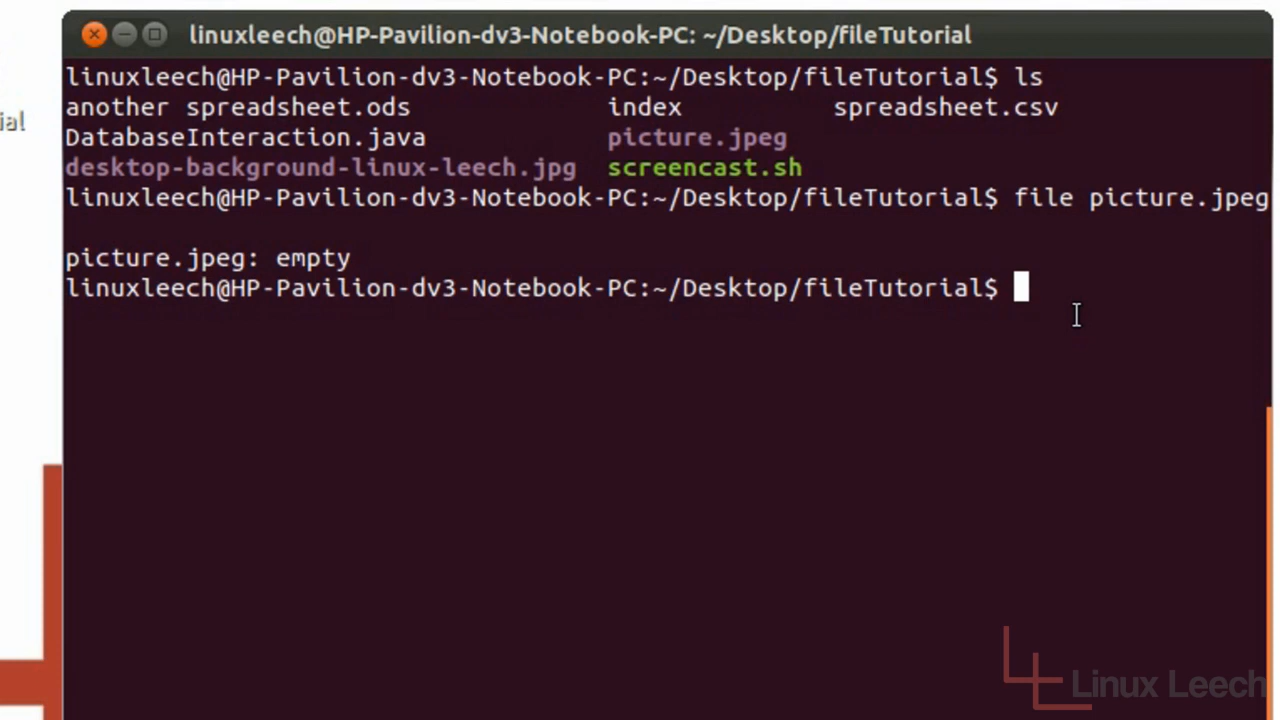 linuxleech@HP-Pavilion-dv3-Notebook-PC: ~/Desktop/fileTutorial
linuxleech@HP-Pavilion-dv3-Notebook-PC:~/Desktop/fileTutorial$ ls
another spreadsheet.ods index spreadsheet.csv
DatabaseInteraction.java picture.jpeg
desktop-background-linux-leech.jpg screencast.sh
linuxleech@HP-Pavilion-dv3-Notebook-PC:~/Desktop/fileTutorial$ file picture.jpeg
picture.jpeg: empty
linuxleech@HP-Pavilion-dv3-Notebook-PC:~/Desktop/fileTutorial$
ial
Linux Leech